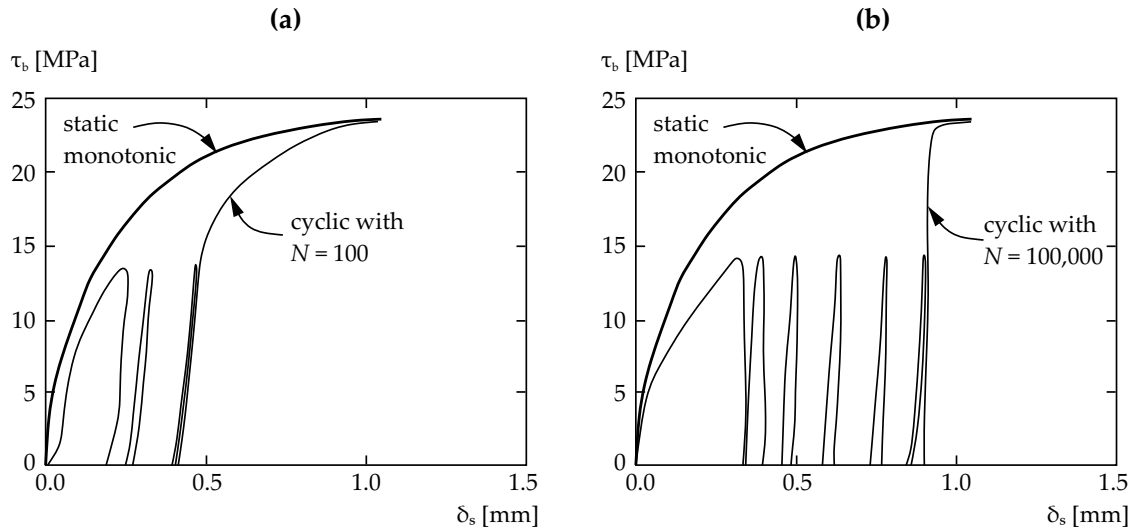 (a)
τb [MPa]
25
20
15
10
5
0
0.0
0.5
1.0
1.5
δs [mm]
static
monotonic
cyclic with
N = 100
(b)
τb [MPa]
25
20
15
10
5
0
0.0
0.5
1.0
1.5
δs [mm]
static
monotonic
cyclic with
N = 100,000